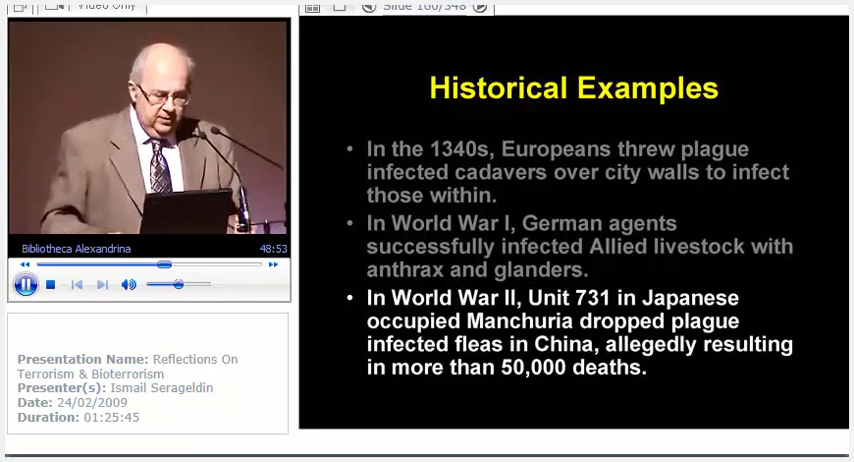 Video Only
Slide 106/348
Historical Examples
• In the 1340s, Europeans threw plague
infected cadavers over city walls to infect
those within.
• In World War I, German agents
successfully infected Allied livestock with
anthrax and glanders.
• In World War II, Unit 731 in Japanese
occupied Manchuria dropped plague
infected fleas in China, allegedly resulting
in more than 50,000 deaths.
Bibliotheca Alexandrina 48:53
Presentation Name: Reflections On
Terrorism & Bioterrorism
Presenter(s): Ismail Serageldin
Date: 24/02/2009
Duration: 01:25:45